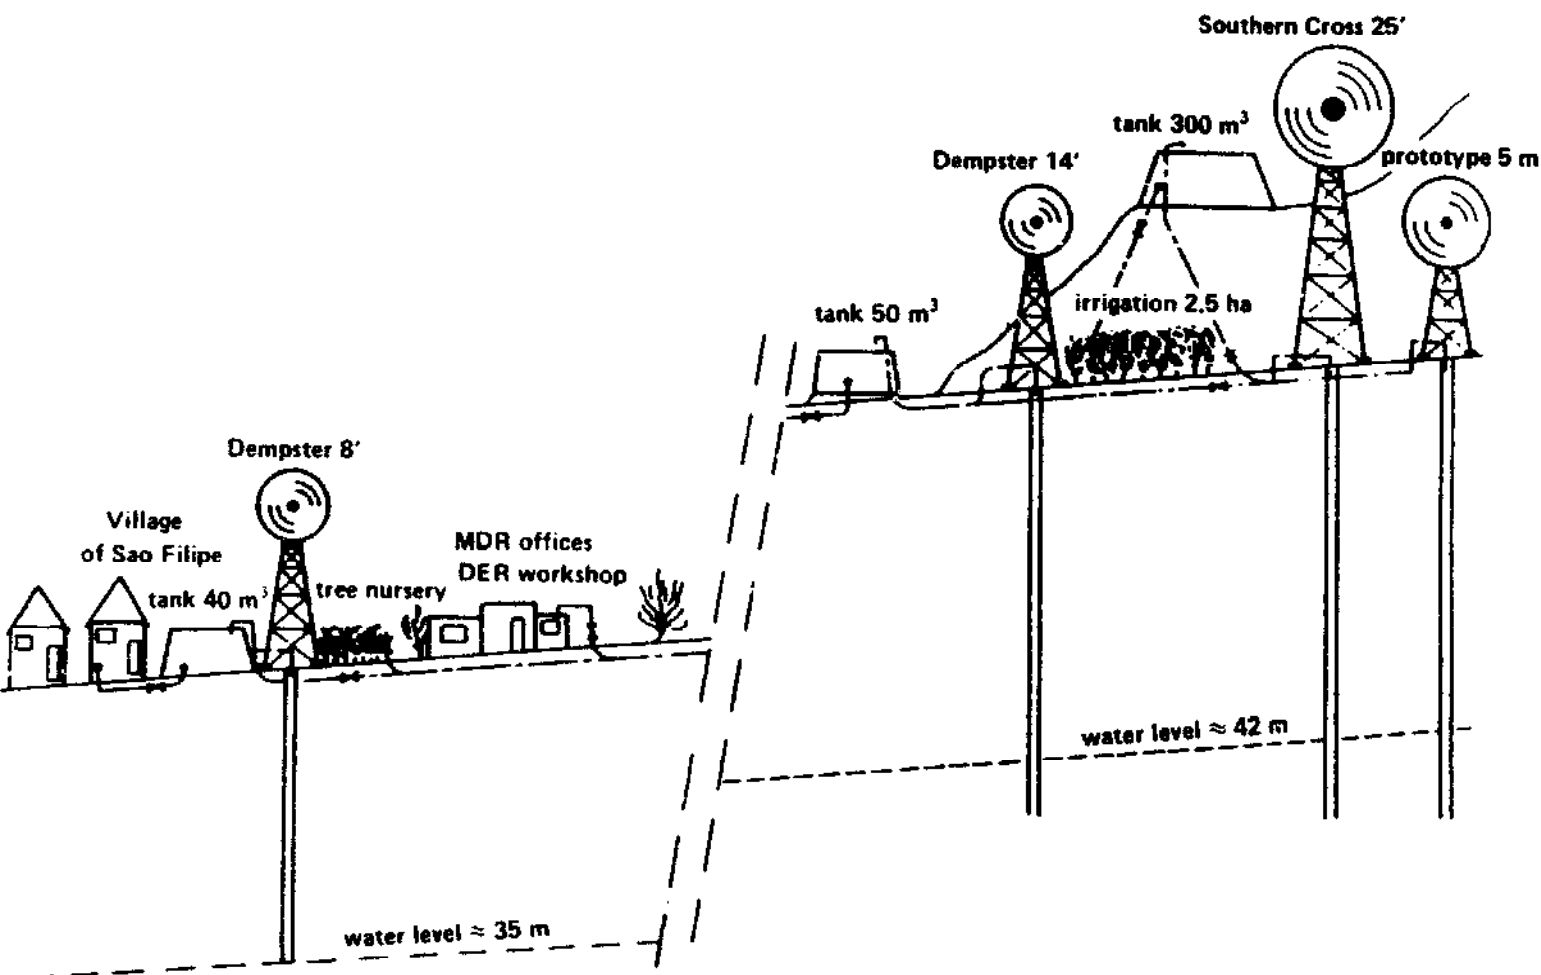 Southern Cross 25'
tank 300 m³
Dempster 14'
prototype 5 m
irrigation 2.5 ha
tank 50 m³
Dempster 8'
Village
of Sao Filipe
tank 40 m³
tree nursery
MDR offices
DER workshop
water level ≈ 42 m
water level ≈ 35 m